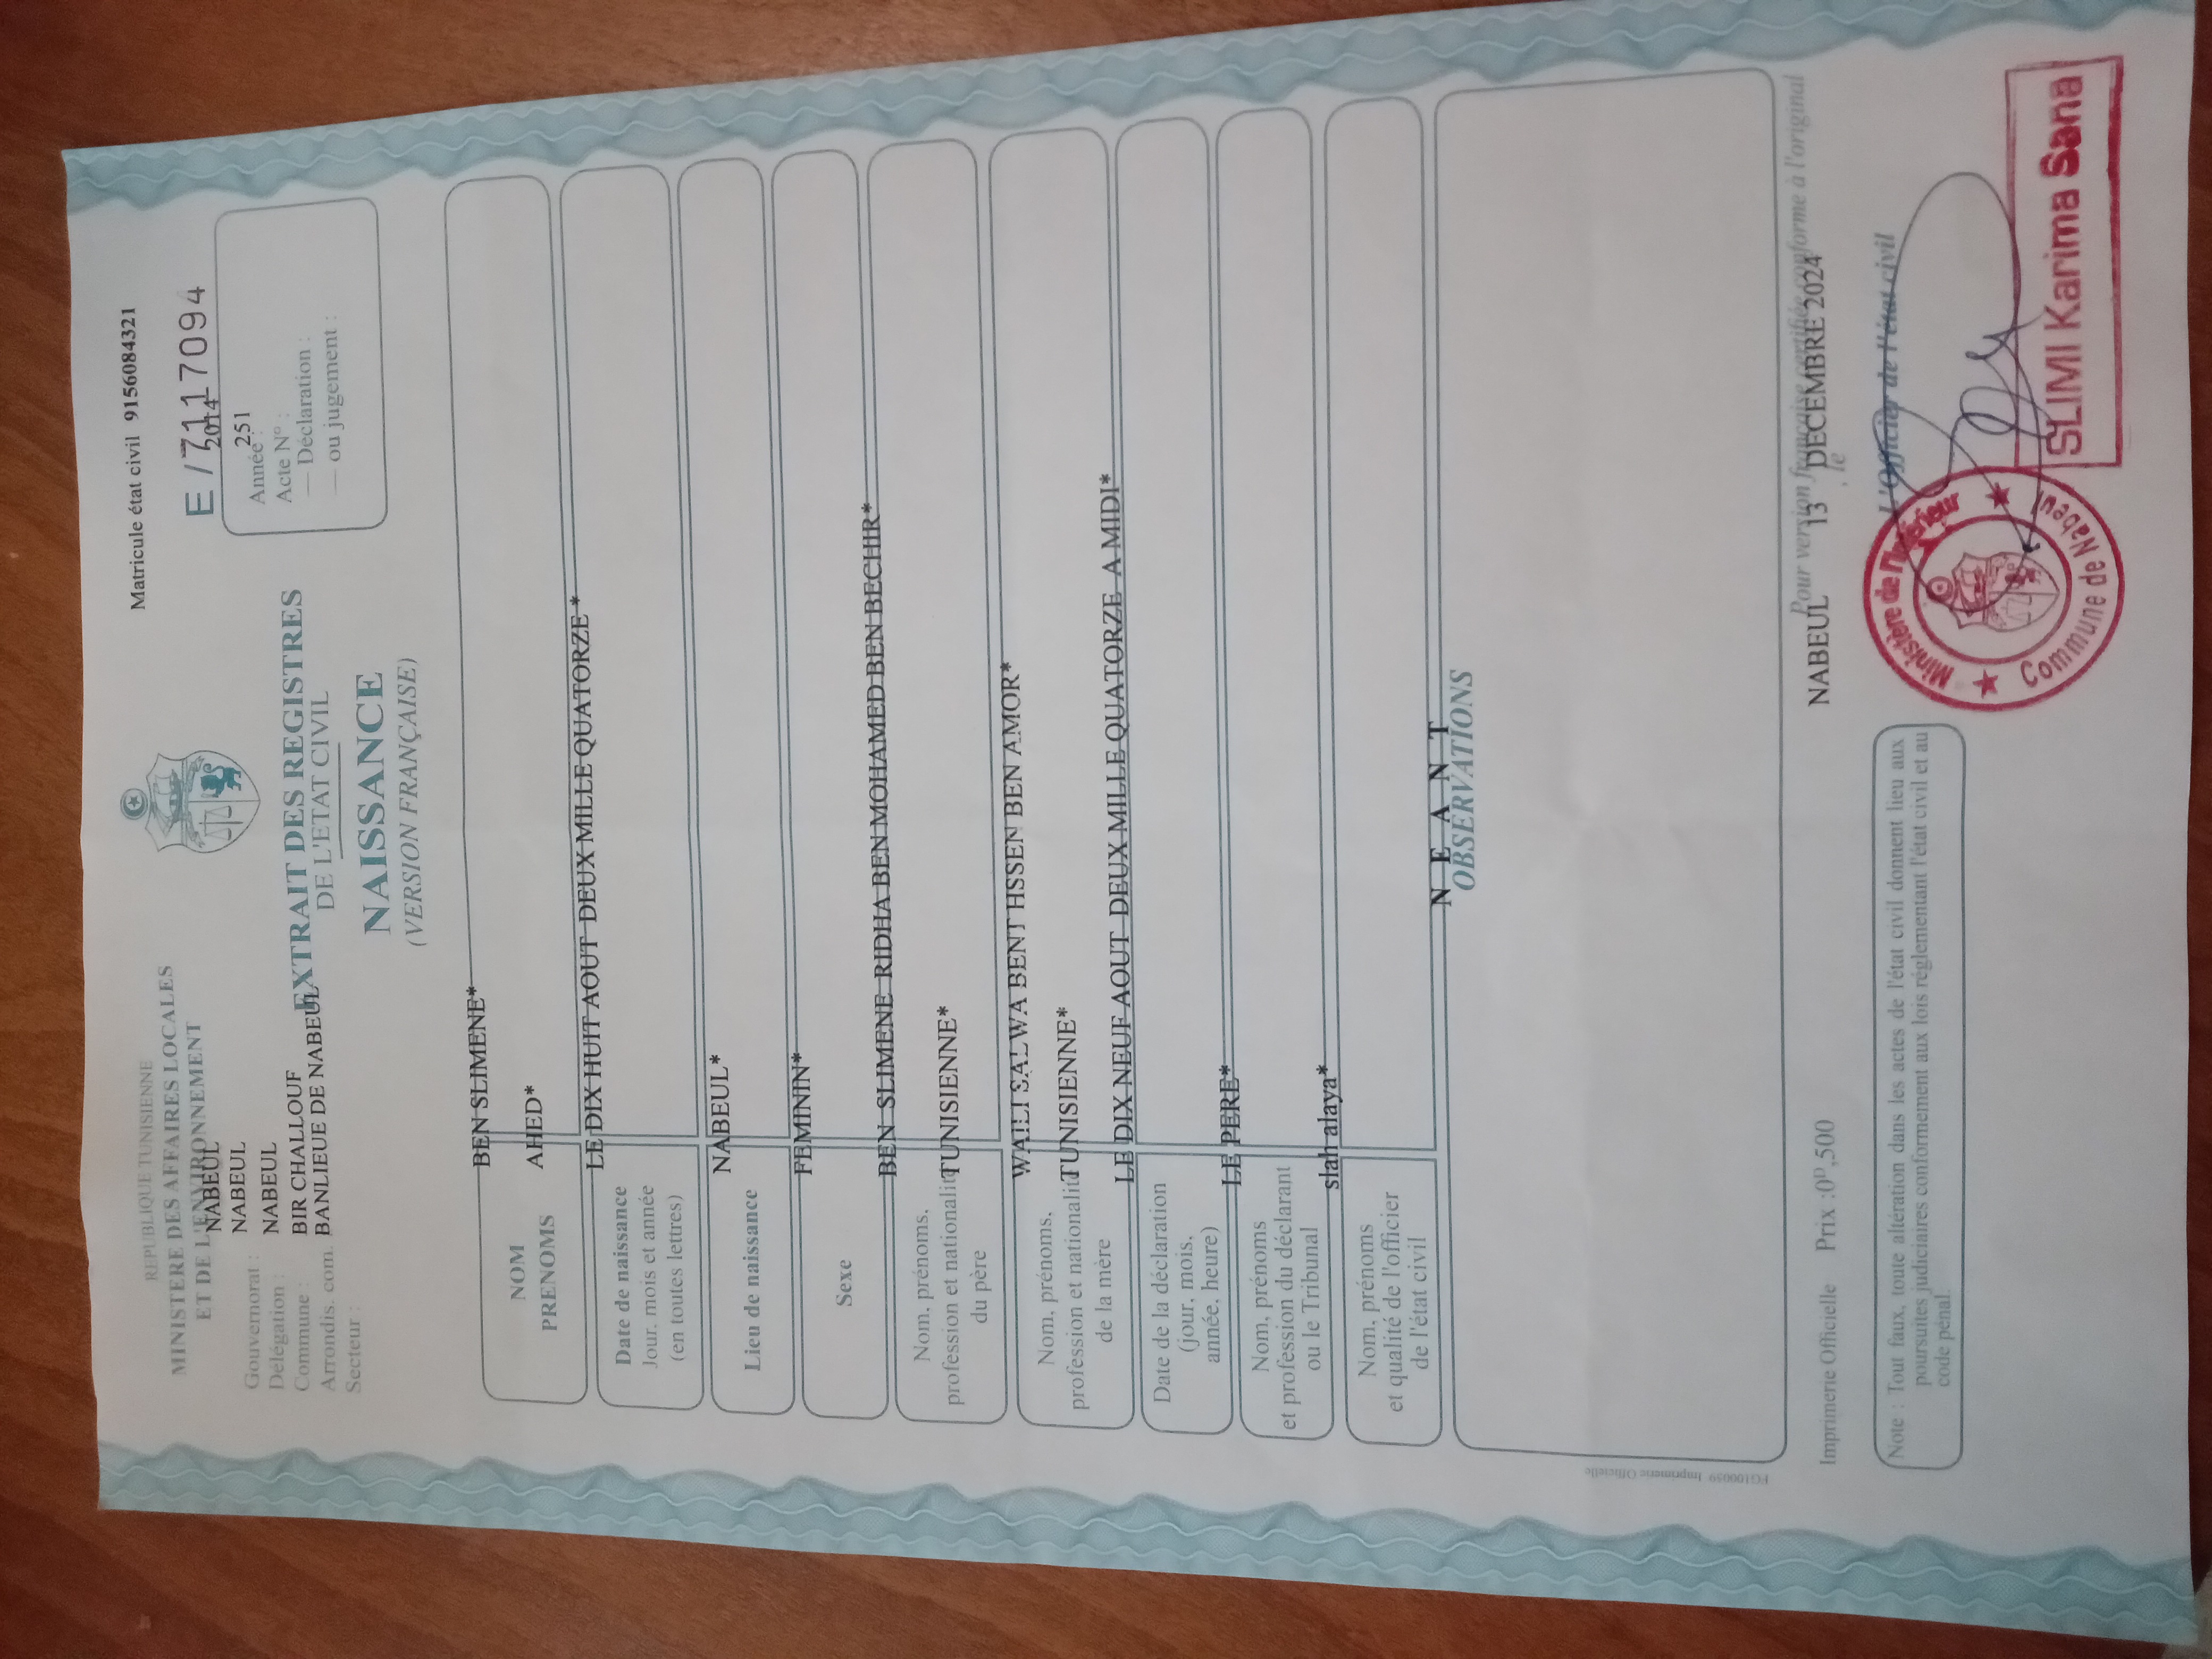 REPUBLIQUE TUNISIENNE
MINISTERE DES AFFAIRES LOCALES
ET DE L'ENVIRONNEMENT
Matricule état civil 9156084321
E / 7117094
Gouvernorat : NABEUL
Délégation : NABEUL
Commune : NABEUL
Arrondis. com. BIR CHALLOUF
Secteur : BANLIEUE DE NABEUL
EXTRAIT DES REGISTRES
DE L'ETAT CIVIL
NAISSANCE
(VERSION FRANÇAISE)
2014
Année :
251
Acte N° :
— Déclaration :
— ou jugement :
NOM
BEN SLIMENE*
PRENOMS
AHED*
Date de naissance
Jour, mois et année
(en toutes lettres)
LE DIX HUIT AOUT DEUX MILLE QUATORZE*
Lieu de naissance
NABEUL*
Sexe
FEMININ*
Nom, prénoms,
profession et nationalité
du père
BEN SLIMENE RIDHA BEN MOHAMED BEN BECHIR*
TUNISIENNE*
Nom, prénoms,
profession et nationalité
de la mère
SALWA BENT HSSEN BEN AMOR*
TUNISIENNE*
Date de la déclaration
(jour, mois,
année, heure)
LE DIX NEUF AOUT DEUX MILLE QUATORZE A MIDI*
Nom, prénoms
et profession du déclarant
ou le Tribunal
LE PERE*
Nom, prénoms
et qualité de l'officier
de l'état civil
slah alaya*
N E A N T
OBSERVATIONS
FG100059 Imprimerie Officielle
Imprimerie Officielle Prix :0ᴰ,500
Pour version française certifiée conforme à l'original
NABEUL , le 13 DECEMBRE 2024
L'Officier de l'état civil
Note : Tout faux, toute altération dans les actes de l'état civil donnent lieu aux
poursuites judiciaires conformement aux lois réglementant l'état civil et au
code pénal.
Ministère de l'Intérieur
Commune de Nabeul
SLIMI Karima Sana